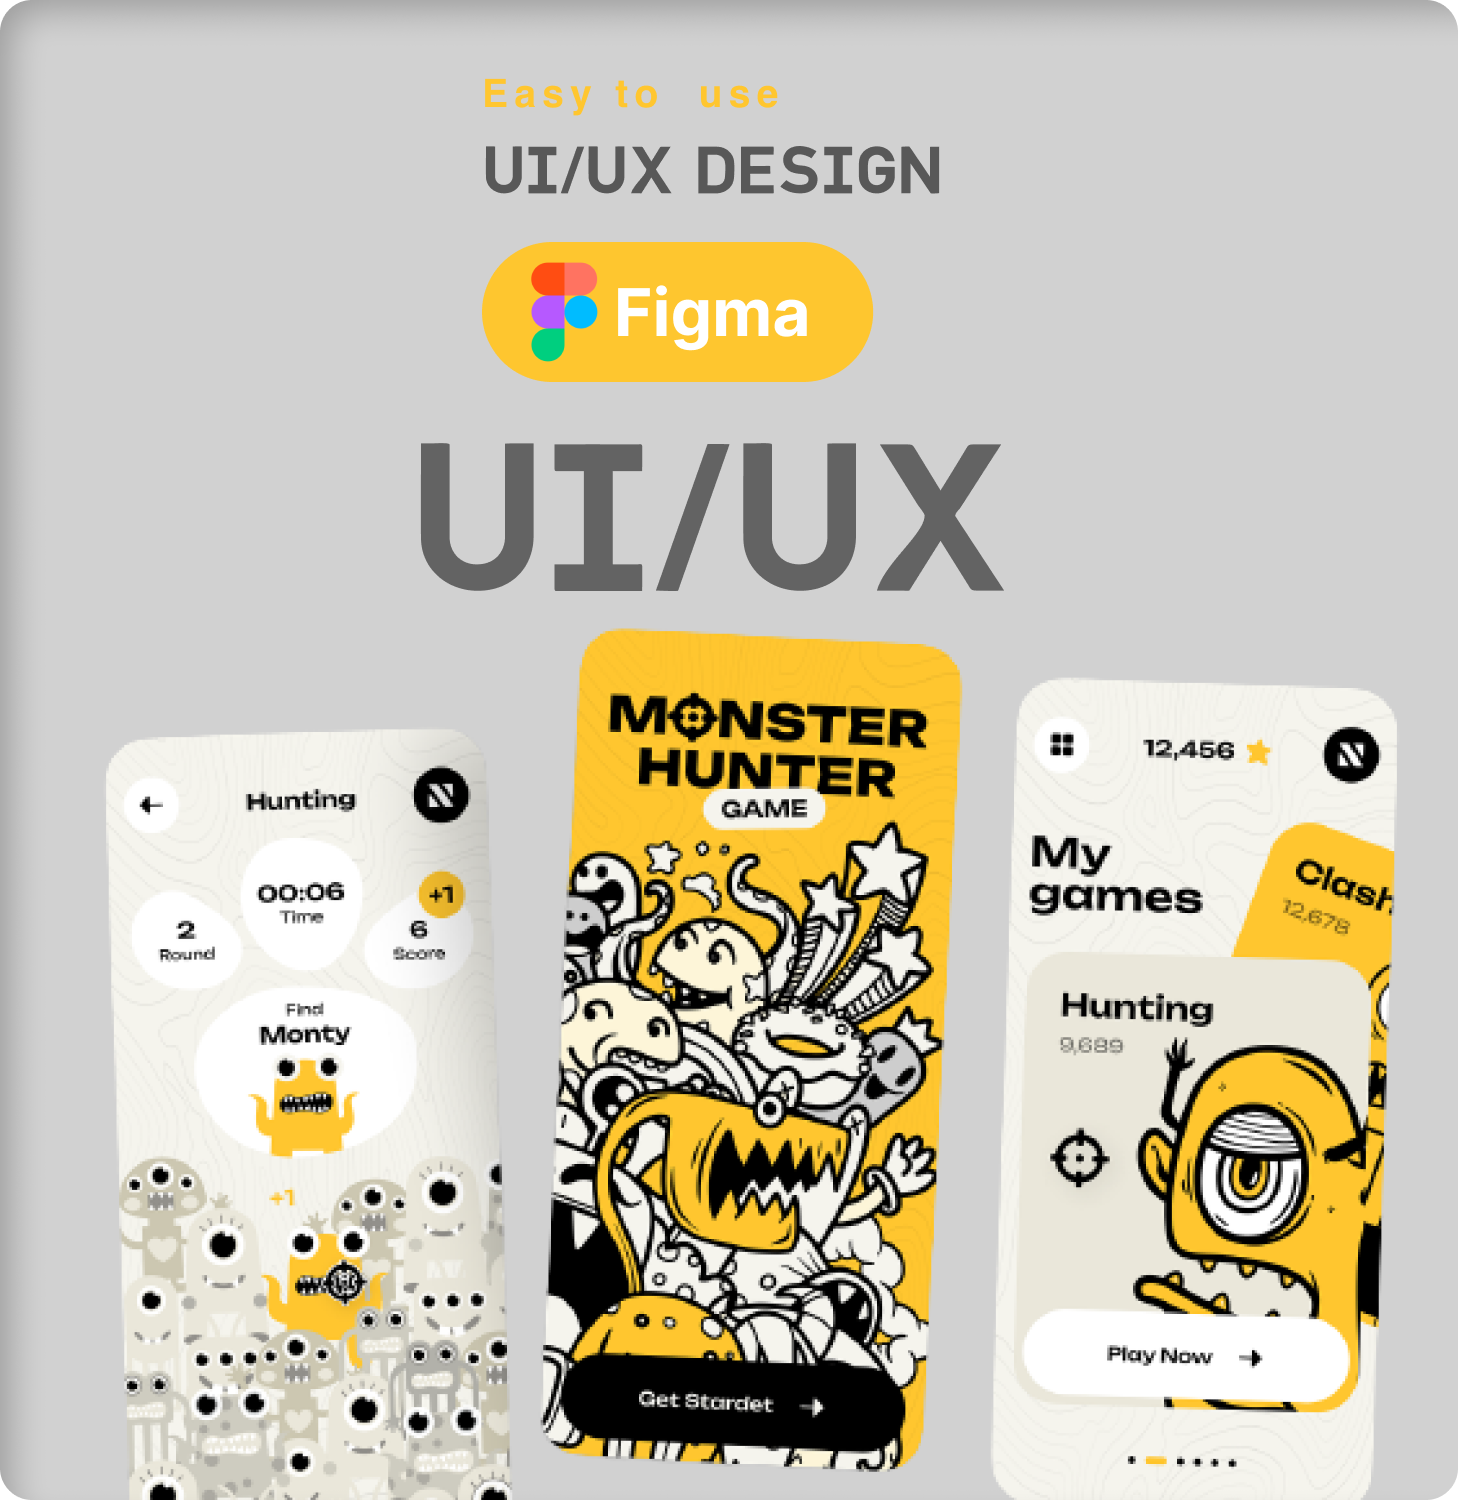 Easy to use
UI/UX DESIGN
Figma
UI/UX
Hunting
00:06
Time
2
Round
+1
6
Score
Find
Monty
+1
MONSTER
HUNTER
GAME
Get Stardet
12,456
My
games
Clash
12,678
Hunting
9,689
Play Now